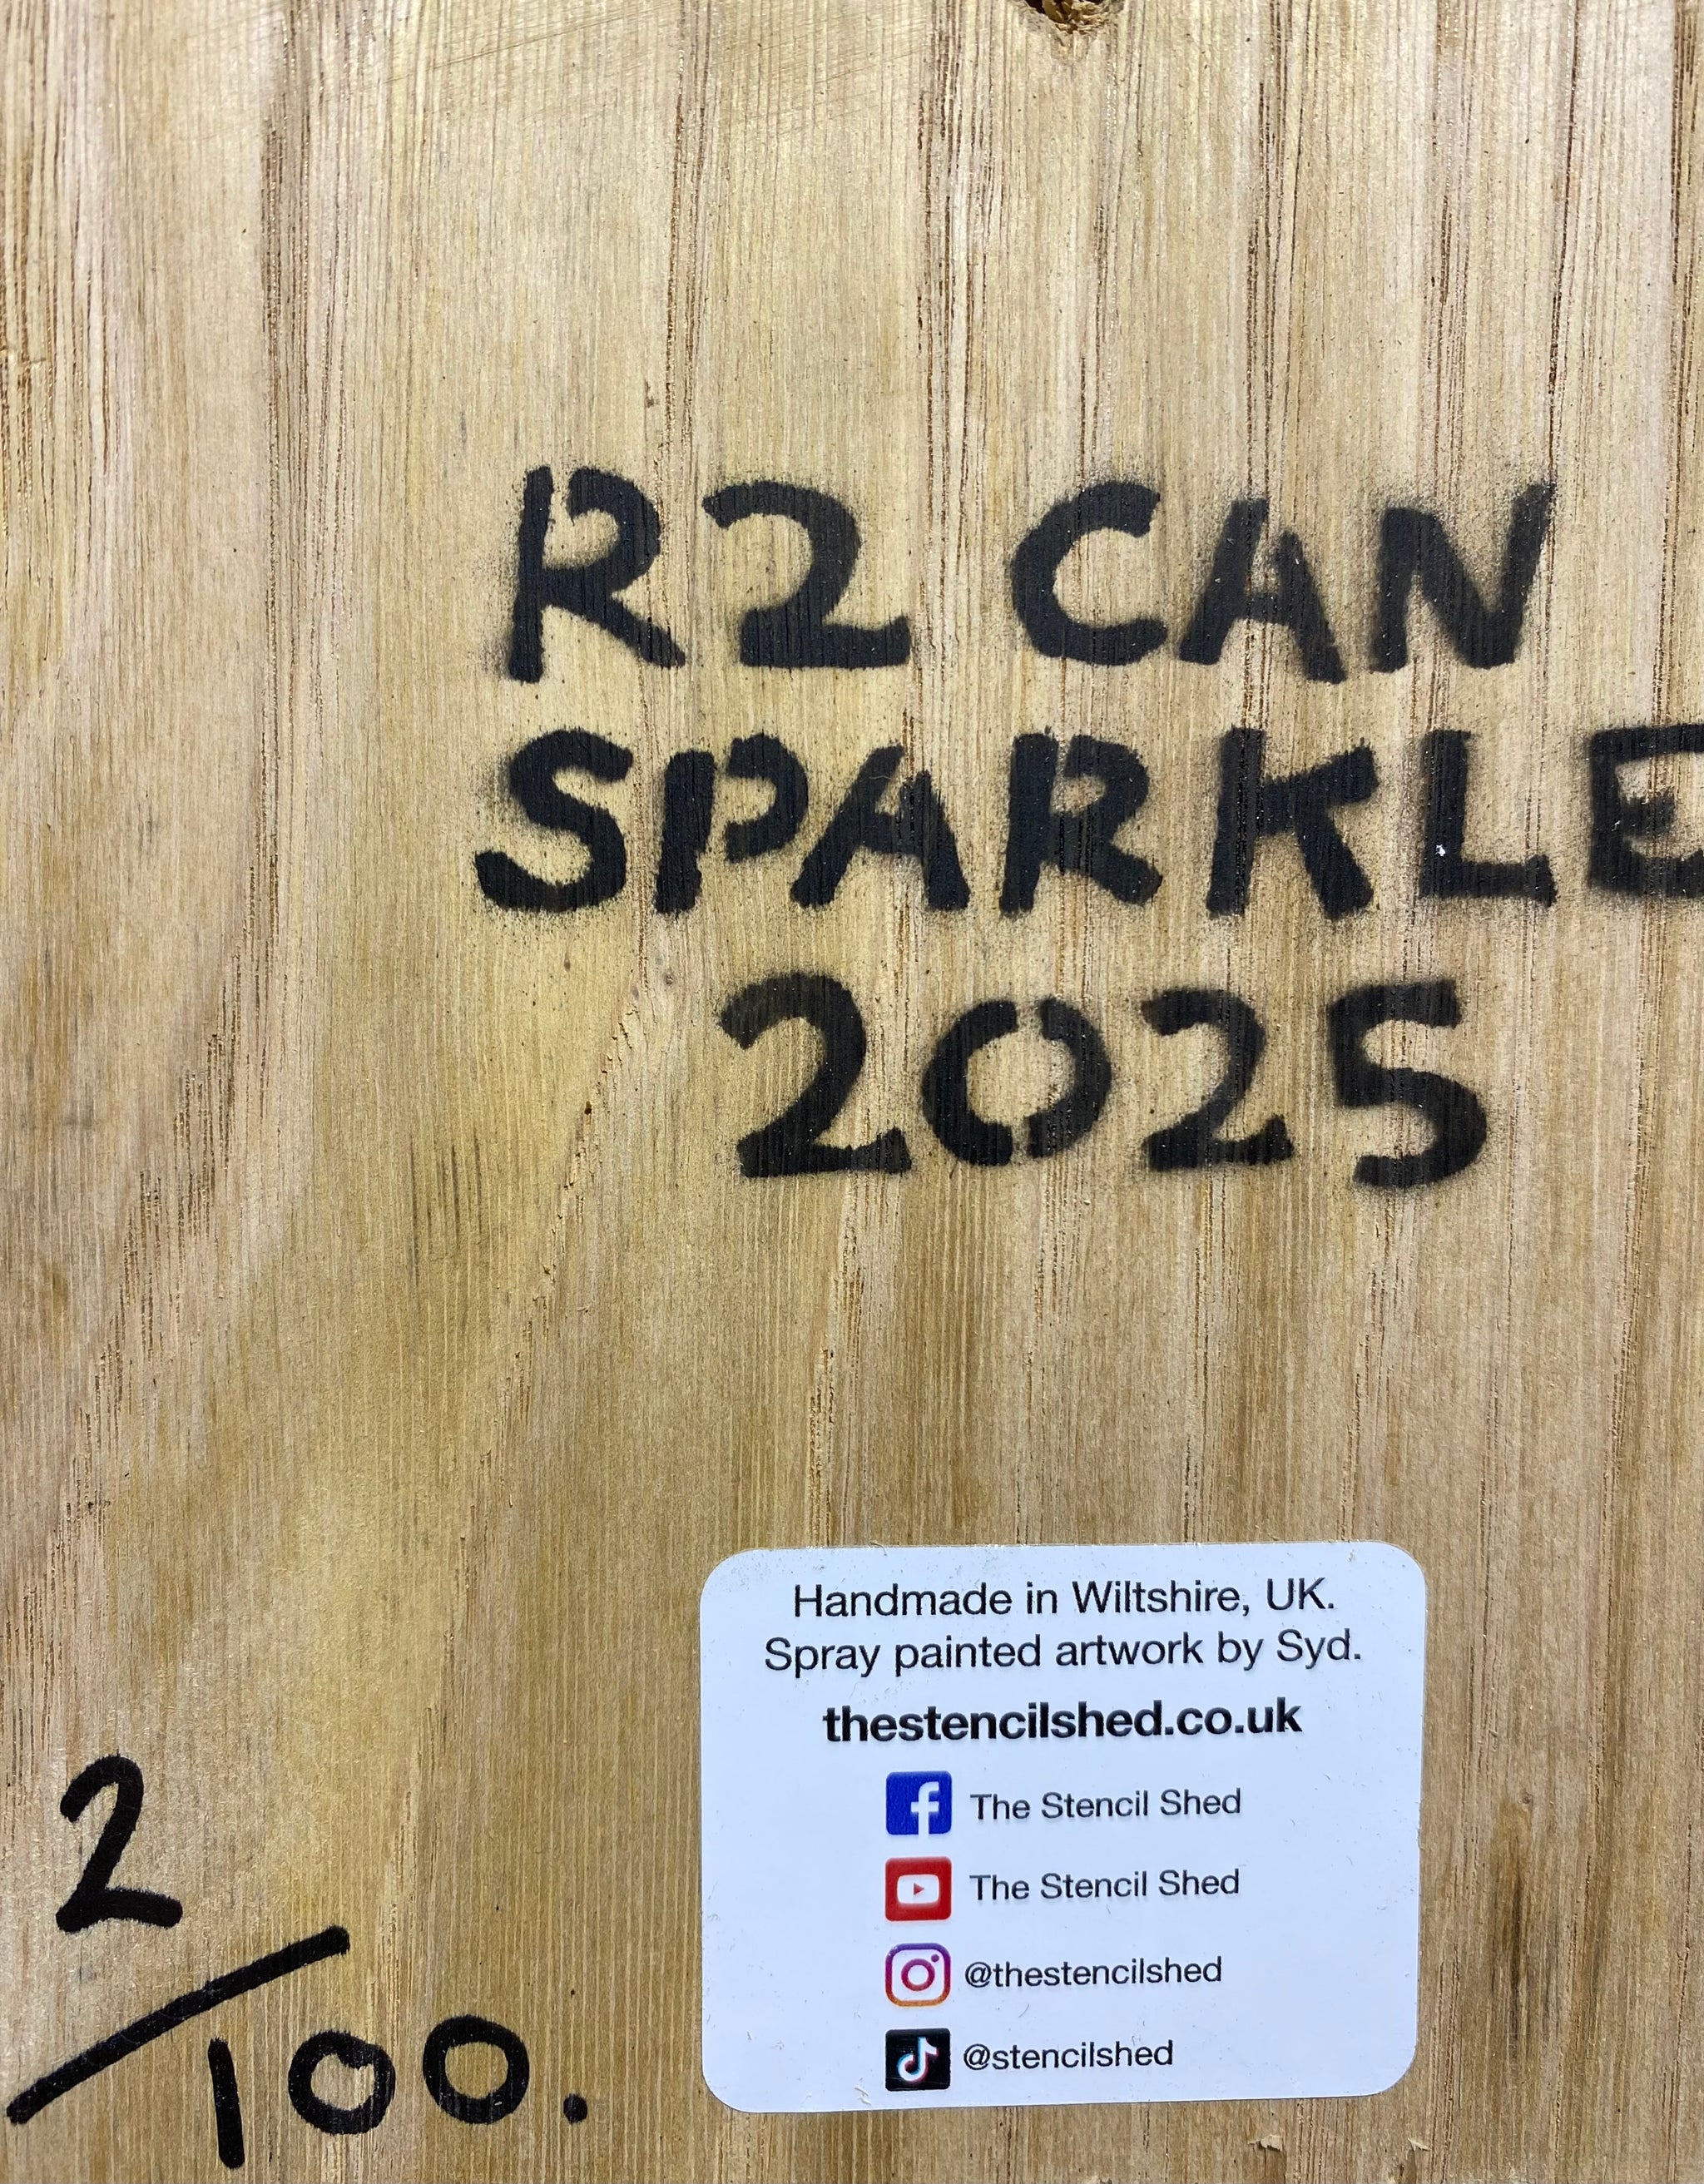 R2 CAN
SPARKLE
2025
Handmade in Wiltshire, UK.
Spray painted artwork by Syd.
thestencilshed.co.uk
The Stencil Shed
The Stencil Shed
@thestencilshed
@stencilshed
2/100.